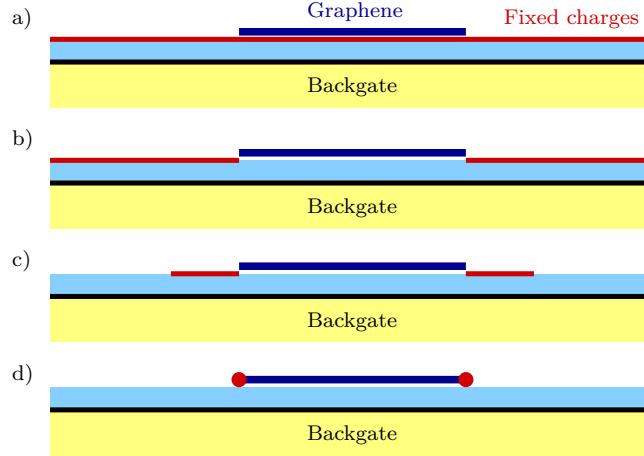 a)
Graphene
Fixed charges
Backgate
b)
Backgate
c)
Backgate
d)
Backgate